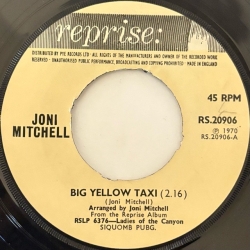 reprise:
DISTRIBUTED BY PYE RECORDS LTD ALL RIGHTS OF THE MANUFACTURERS AND OWNER OF THE RECORDED WORK
RESERVED UNAUTHORISED PUBLIC PERFORMANCE, BROADCASTING AND COPYING PROHIBITED MADE IN ENGLAND
JONI
MITCHELL
45 RPM
RS.20906
℗ 1970
RS.20906-A
BIG YELLOW TAXI (2.16)
(Joni Mitchell)
Arranged by Joni Mitchell
From the Reprise Album
RSLP 6376—Ladies of the Canyon
SIQUOMB PUBG.